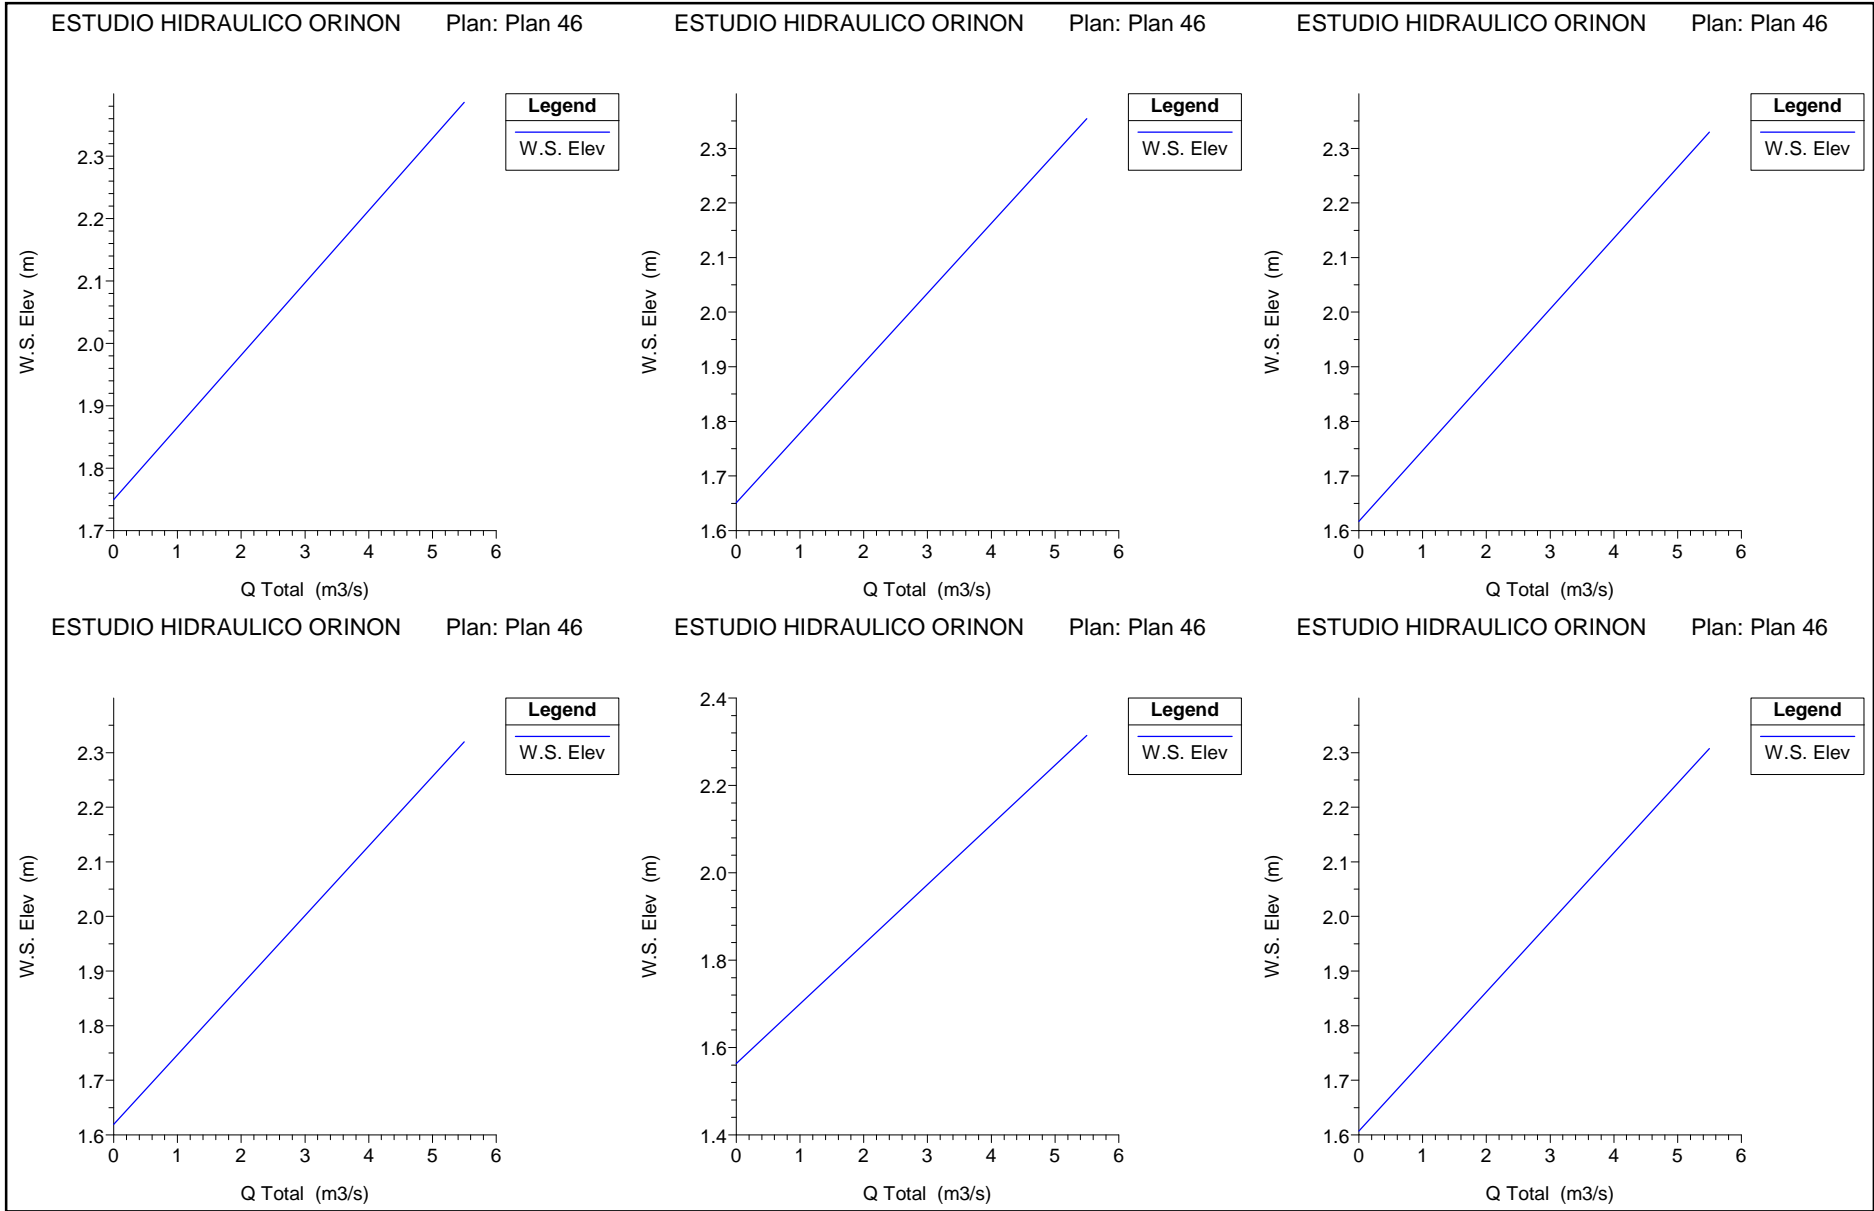 ESTUDIO HIDRAULICO ORINON Plan: Plan 46
Legend
W.S. Elev
W.S. Elev (m)
2.3
2.2
2.1
2.0
1.9
1.8
1.7
0 1 2 3 4 5 6
Q Total (m3/s)
ESTUDIO HIDRAULICO ORINON Plan: Plan 46
Legend
W.S. Elev
W.S. Elev (m)
2.3
2.2
2.1
2.0
1.9
1.8
1.7
1.6
0 1 2 3 4 5 6
Q Total (m3/s)
ESTUDIO HIDRAULICO ORINON Plan: Plan 46
Legend
W.S. Elev
W.S. Elev (m)
2.3
2.2
2.1
2.0
1.9
1.8
1.7
1.6
0 1 2 3 4 5 6
Q Total (m3/s)
ESTUDIO HIDRAULICO ORINON Plan: Plan 46
Legend
W.S. Elev
W.S. Elev (m)
2.3
2.2
2.1
2.0
1.9
1.8
1.7
1.6
0 1 2 3 4 5 6
Q Total (m3/s)
ESTUDIO HIDRAULICO ORINON Plan: Plan 46
Legend
W.S. Elev
W.S. Elev (m)
2.4
2.2
2.0
1.8
1.6
1.4
0 1 2 3 4 5 6
Q Total (m3/s)
ESTUDIO HIDRAULICO ORINON Plan: Plan 46
Legend
W.S. Elev
W.S. Elev (m)
2.3
2.2
2.1
2.0
1.9
1.8
1.7
1.6
0 1 2 3 4 5 6
Q Total (m3/s)